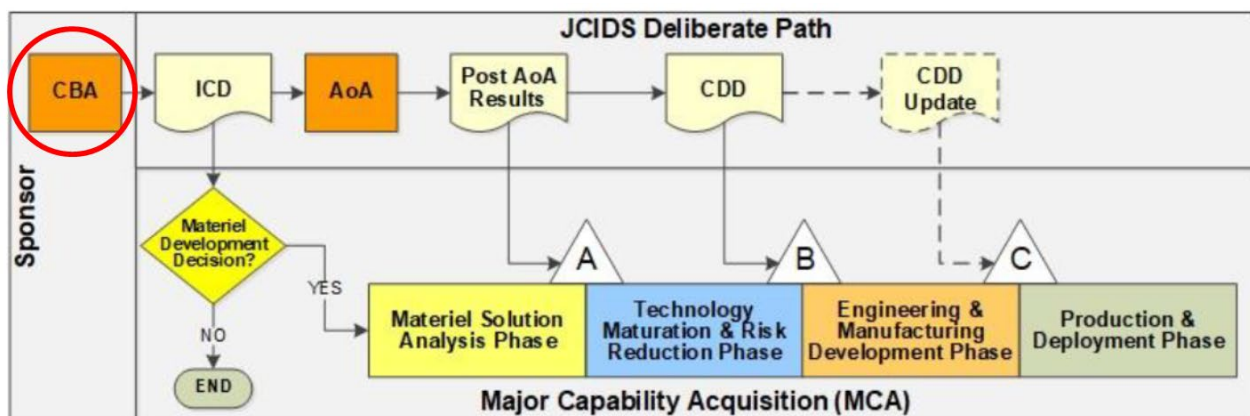 JCIDS Deliberate Path
Sponsor
CBA
ICD
AoA
Post AoA
Results
CDD
CDD
Update
Materiel
Development
Decision?
YES
NO
END
A
B
C
Materiel Solution
Analysis Phase
Technology
Maturation & Risk
Reduction Phase
Engineering &
Manufacturing
Development Phase
Production &
Deployment Phase
Major Capability Acquisition (MCA)